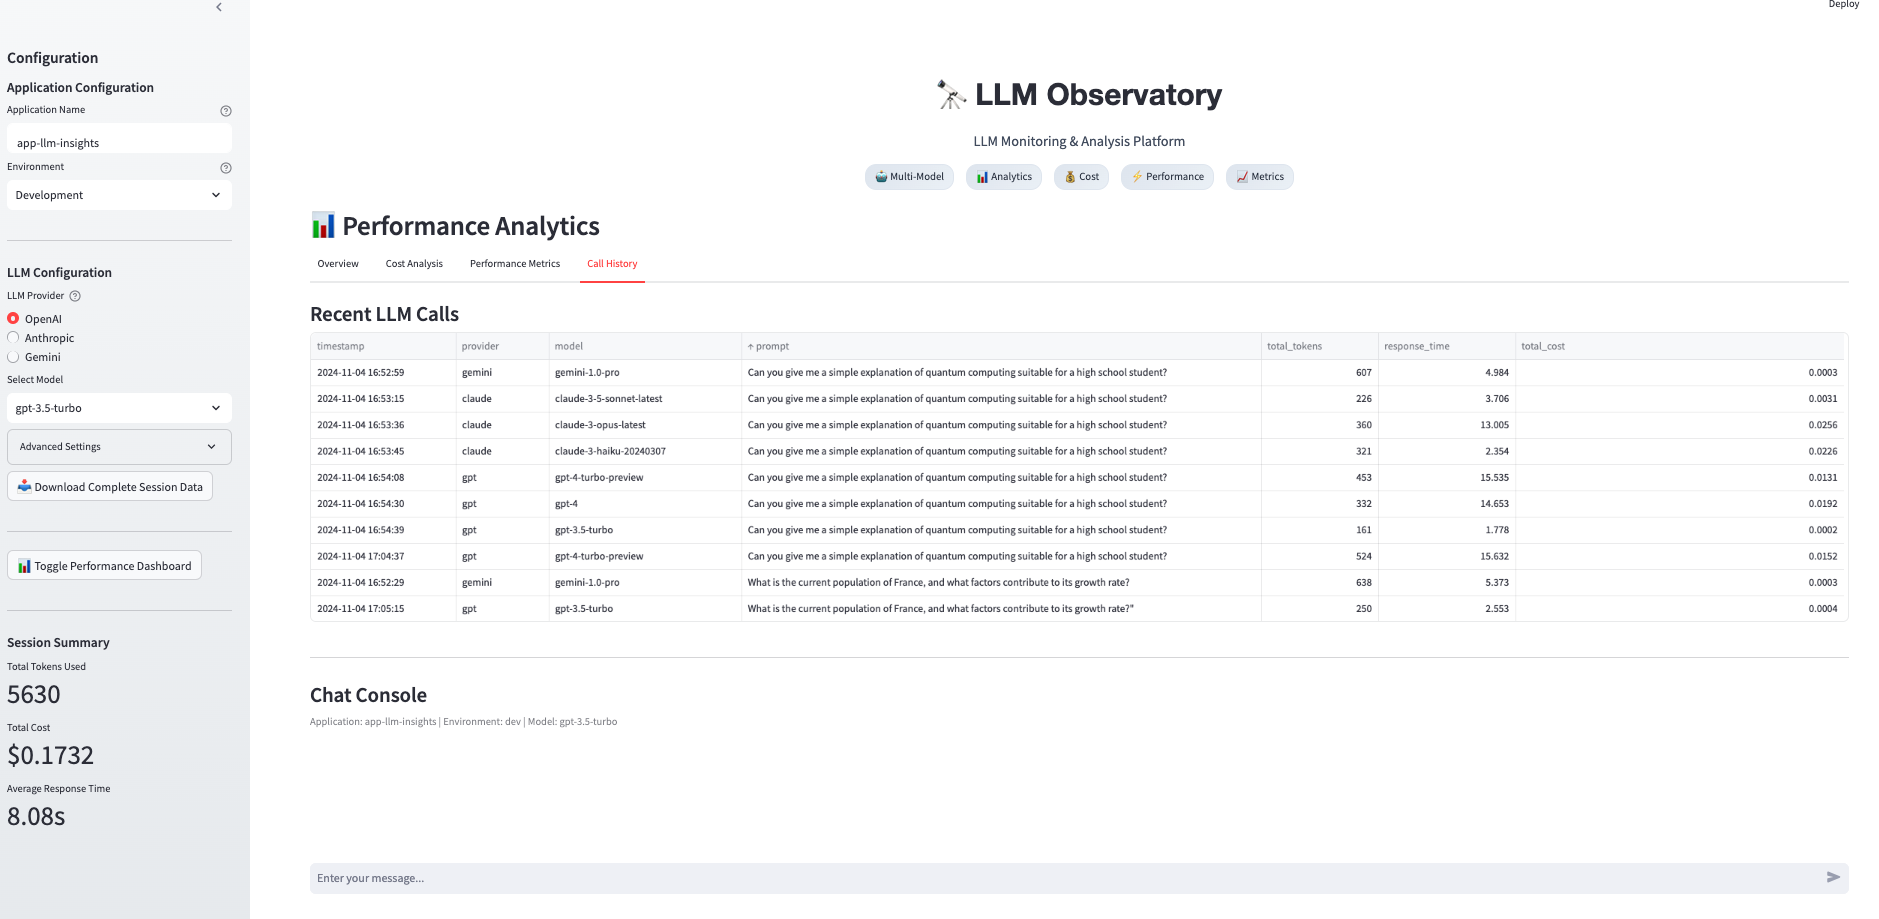 Deploy
Configuration
Application Configuration
Application Name
app-llm-insights
Environment
Development
LLM Configuration
LLM Provider
OpenAI
Anthropic
Gemini
Select Model
gpt-3.5-turbo
Advanced Settings
Download Complete Session Data
Toggle Performance Dashboard
Session Summary
Total Tokens Used
5630
Total Cost
$0.1732
Average Response Time
8.08s
LLM Observatory
LLM Monitoring & Analysis Platform
Multi-Model Analytics Cost Performance Metrics
Performance Analytics
Overview Cost Analysis Performance Metrics Call History
Recent LLM Calls
timestamp provider model ↑ prompt total_tokens response_time total_cost
2024-11-04 16:52:59 gemini gemini-1.0-pro Can you give me a simple explanation of quantum computing suitable for a high school student? 607 4.984 0.0003
2024-11-04 16:53:15 claude claude-3-5-sonnet-latest Can you give me a simple explanation of quantum computing suitable for a high school student? 226 3.706 0.0031
2024-11-04 16:53:36 claude claude-3-opus-latest Can you give me a simple explanation of quantum computing suitable for a high school student? 360 13.005 0.0256
2024-11-04 16:53:45 claude claude-3-haiku-20240307 Can you give me a simple explanation of quantum computing suitable for a high school student? 321 2.354 0.0226
2024-11-04 16:54:08 gpt gpt-4-turbo-preview Can you give me a simple explanation of quantum computing suitable for a high school student? 453 15.535 0.0131
2024-11-04 16:54:30 gpt gpt-4 Can you give me a simple explanation of quantum computing suitable for a high school student? 332 14.653 0.0192
2024-11-04 16:54:39 gpt gpt-3.5-turbo Can you give me a simple explanation of quantum computing suitable for a high school student? 161 1.778 0.0002
2024-11-04 17:04:37 gpt gpt-4-turbo-preview Can you give me a simple explanation of quantum computing suitable for a high school student? 524 15.632 0.0152
2024-11-04 16:52:29 gemini gemini-1.0-pro What is the current population of France, and what factors contribute to its growth rate? 638 5.373 0.0003
2024-11-04 17:05:15 gpt gpt-3.5-turbo What is the current population of France, and what factors contribute to its growth rate?" 250 2.553 0.0004
Chat Console
Application: app-llm-insights | Environment: dev | Model: gpt-3.5-turbo
Enter your message...